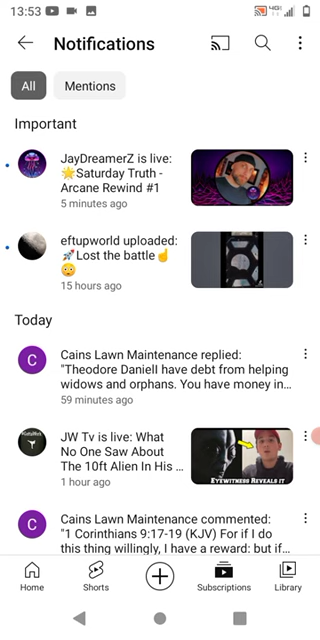 13:53
4G
Notifications
All
Mentions
Important
JayDreamerZ is live:
🌟Saturday Truth -
Arcane Rewind #1
5 minutes ago
eftupworld uploaded:
🚀Lost the battle☝
😳
15 hours ago
Today
C
Cains Lawn Maintenance replied:
"Theodore Daniell have debt from helping
widows and orphans. You have money in...
59 minutes ago
JW Tv is live: What
No One Saw About
The 10ft Alien In His ...
1 hour ago
EYEWITNESS REVEALS IT
C
Cains Lawn Maintenance commented:
"1 Corinthians 9:17-19 (KJV) For if I do
this thing willingly, I have a reward: but if...
Home
Shorts
Subscriptions
Library